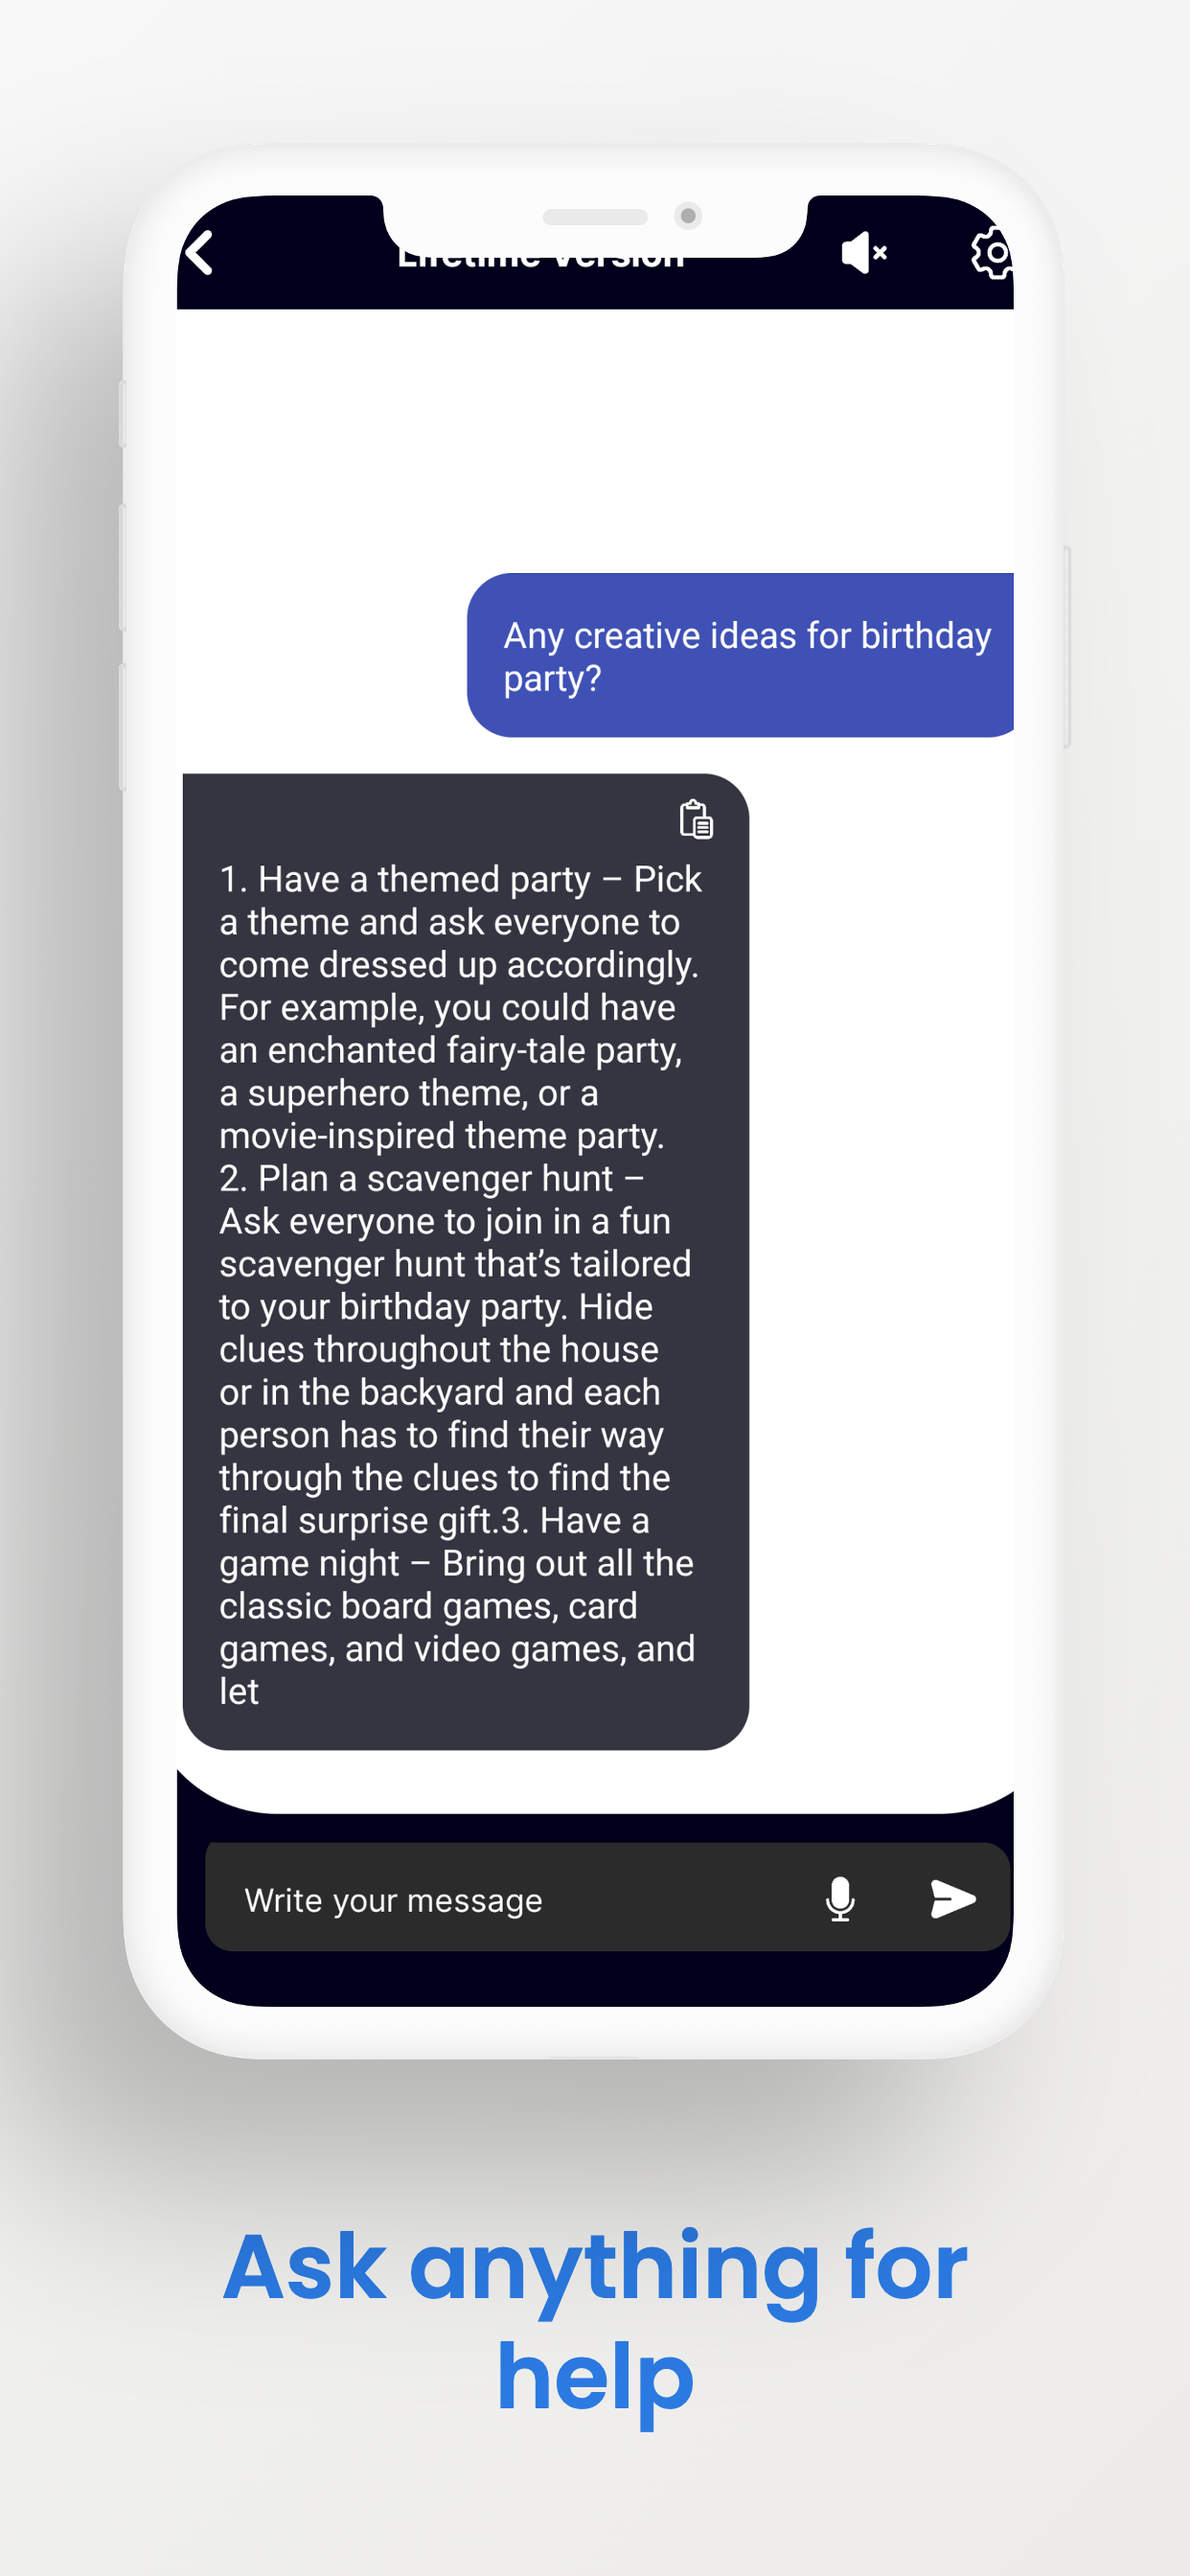 Lifetime Version
Any creative ideas for birthday
party?
1. Have a themed party – Pick
a theme and ask everyone to
come dressed up accordingly.
For example, you could have
an enchanted fairy-tale party,
a superhero theme, or a
movie-inspired theme party.
2. Plan a scavenger hunt –
Ask everyone to join in a fun
scavenger hunt that’s tailored
to your birthday party. Hide
clues throughout the house
or in the backyard and each
person has to find their way
through the clues to find the
final surprise gift.3. Have a
game night – Bring out all the
classic board games, card
games, and video games, and
let
Write your message
Ask anything for
help